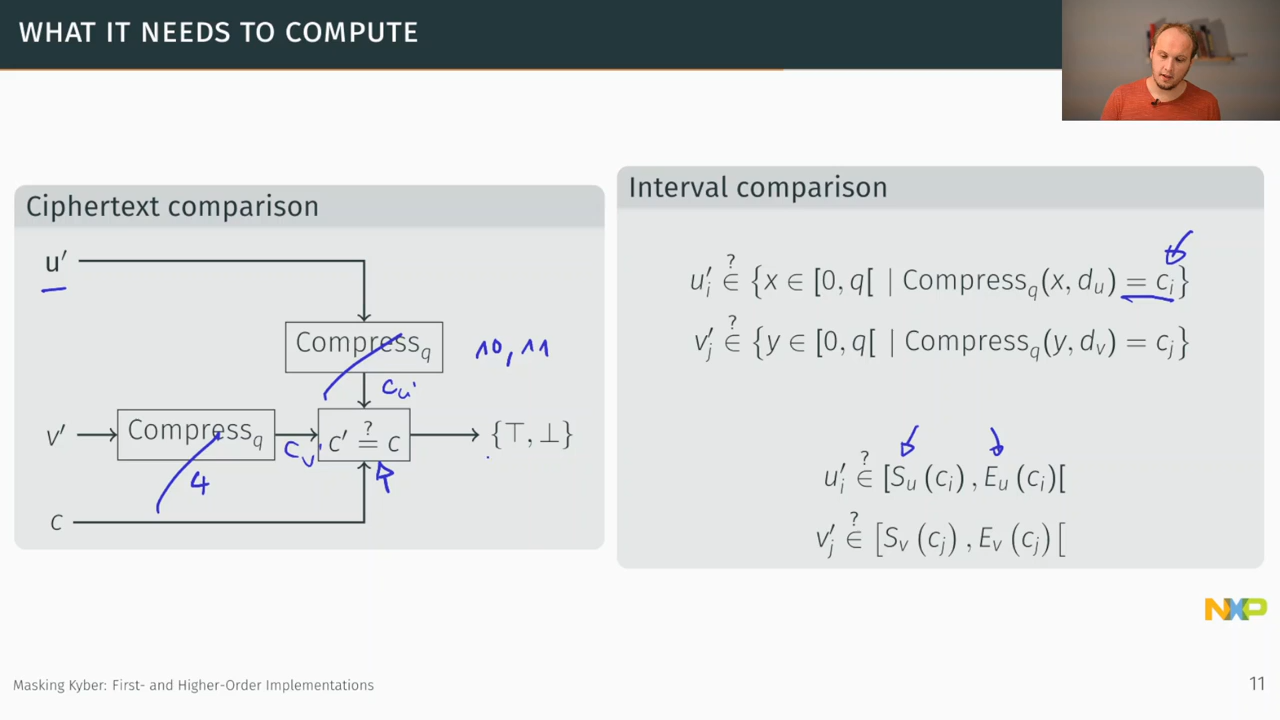 WHAT IT NEEDS TO COMPUTE
Ciphertext comparison
u′
Compress_q
10, 11
c_u′
v′
Compress_q
c_v′
c′ ≟ c
{⊤, ⊥}
4
c
Interval comparison
u′_i ∈? {x ∈ [0, q[ | Compress_q(x, d_u) = c_i}
v′_j ∈? {y ∈ [0, q[ | Compress_q(y, d_v) = c_j}
u′_i ∈? [S_u (c_i) , E_u (c_i)[
v′_j ∈? [S_v (c_j) , E_v (c_j)[
NXP
Masking Kyber: First- and Higher-Order Implementations
11